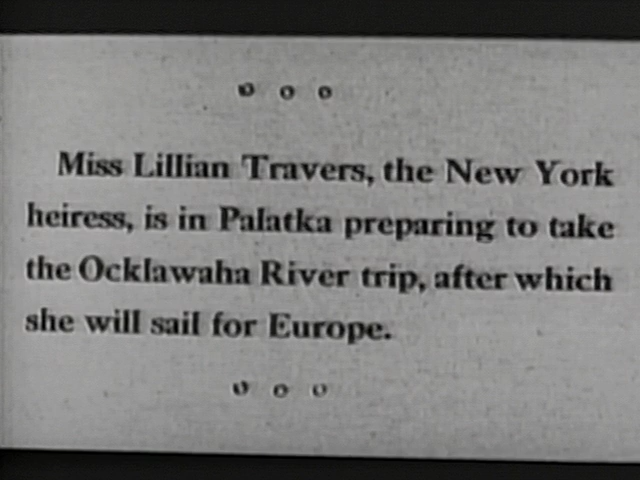 Miss Lillian Travers, the New York
heiress, is in Palatka preparing to take
the Ocklawaha River trip, after which
she will sail for Europe.